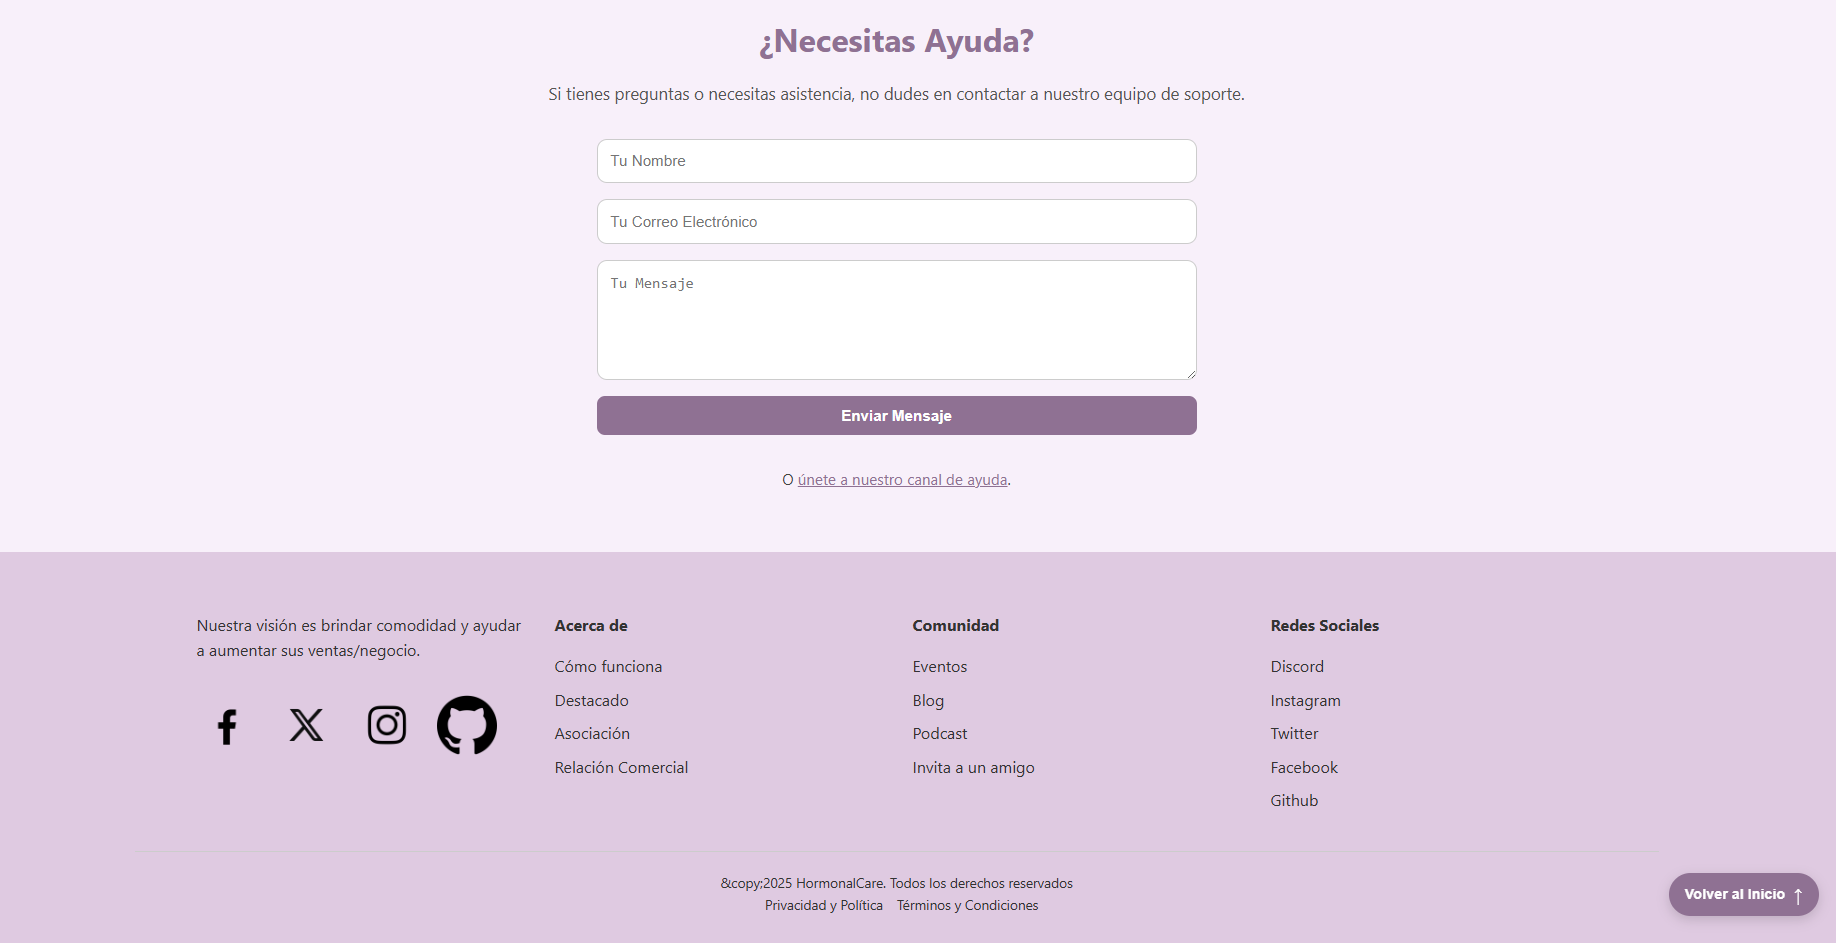 ¿Necesitas Ayuda?
Si tienes preguntas o necesitas asistencia, no dudes en contactar a nuestro equipo de soporte.
Tu Nombre
Tu Correo Electrónico
Tu Mensaje
Enviar Mensaje
O únete a nuestro canal de ayuda.
Nuestra visión es brindar comodidad y ayudar
a aumentar sus ventas/negocio.
Acerca de
Cómo funciona
Destacado
Asociación
Relación Comercial
Comunidad
Eventos
Blog
Podcast
Invita a un amigo
Redes Sociales
Discord
Instagram
Twitter
Facebook
Github
&copy;2025 HormonalCare. Todos los derechos reservados
Privacidad y Política Términos y Condiciones
Volver al Inicio ↑